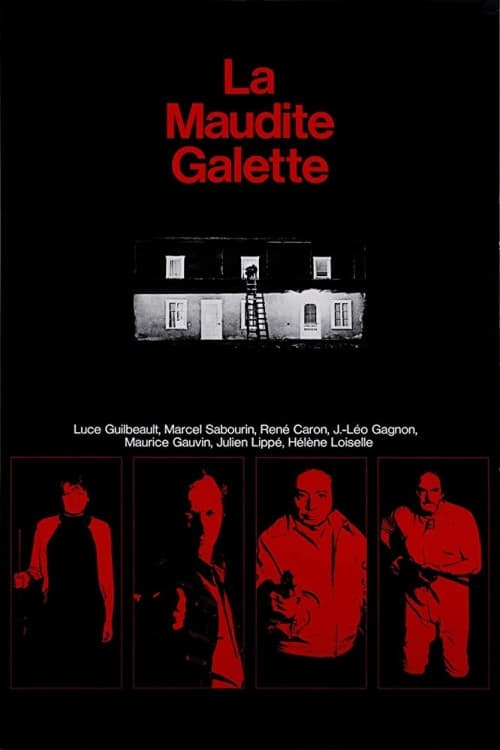 La
Maudite
Galette
Luce Guilbeault, Marcel Sabourin, René Caron, J.-Léo Gagnon,
Maurice Gauvin, Julien Lippé, Hélène Loiselle